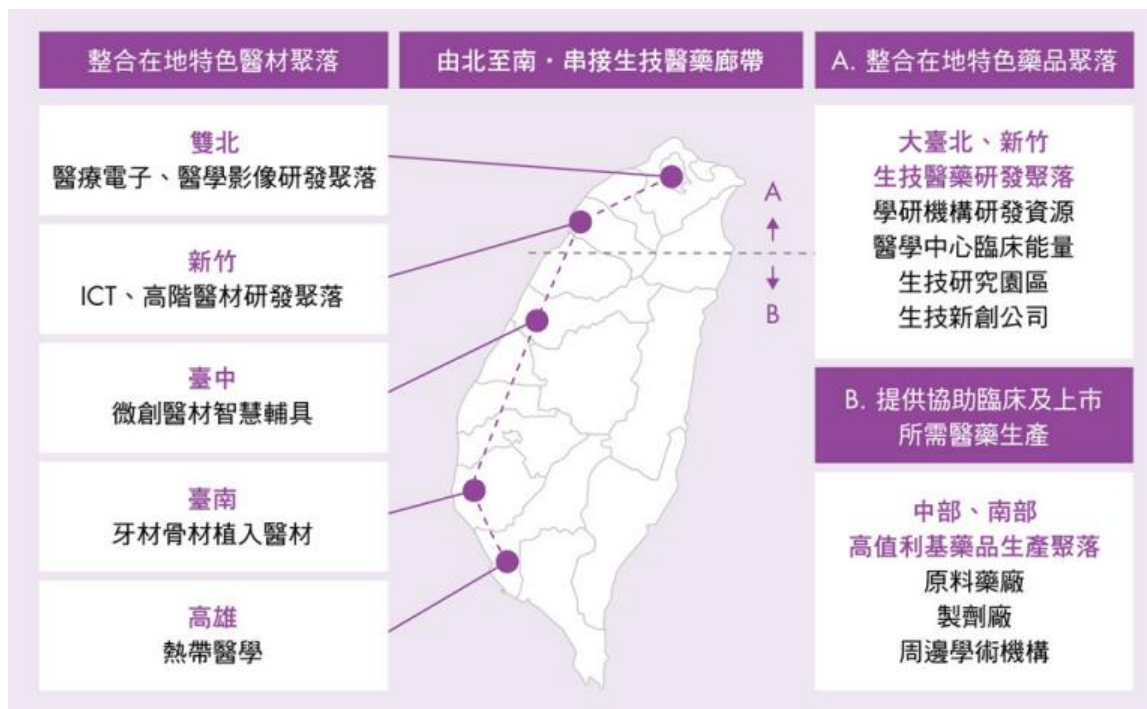 整合在地特色醫材聚落
雙北
醫療電子、醫學影像研發聚落
新竹
ICT、高階醫材研發聚落
臺中
微創醫材智慧輔具
臺南
牙材骨材植入醫材
高雄
熱帶醫學
由北至南・串接生技醫藥廊帶
A
B
A. 整合在地特色藥品聚落
大臺北、新竹
生技醫藥研發聚落
學研機構研發資源
醫學中心臨床能量
生技研究園區
生技新創公司
B. 提供協助臨床及上市
所需醫藥生產
中部、南部
高值利基藥品生產聚落
原料藥廠
製劑廠
周邊學術機構